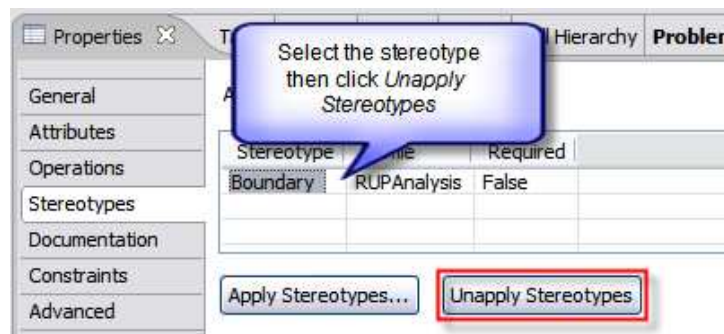 Properties
Hierarchy Problem
Select the stereotype
then click Unapply
Stereotypes
General
Attributes
Operations
Stereotypes
Documentation
Constraints
Advanced
Stereotype Required
Boundary RUPAnalysis False
Apply Stereotypes... Unapply Stereotypes